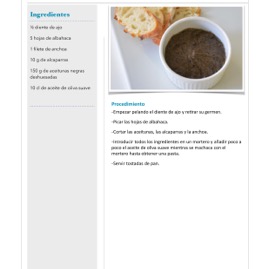 Ingredientes
½ diente de ajo
5 hojas de albahaca
1 filete de anchoa
10 g de alcaparras
150 g de aceitunas negras
deshuesadas
10 cl de aceite de oliva suave
Procedimiento
-Empezar pelando el diente de ajo y retirar su germen.
-Picar las hojas de albahaca.
-Cortar las aceitunas, las alcaparras y la anchoa.
-Introducir todos los ingredientes en un mortero y añadir poco a
poco el aceite de oliva suave mientras se machaca con el
mortero hasta obtener una pasta.
-Servir tostadas de pan.